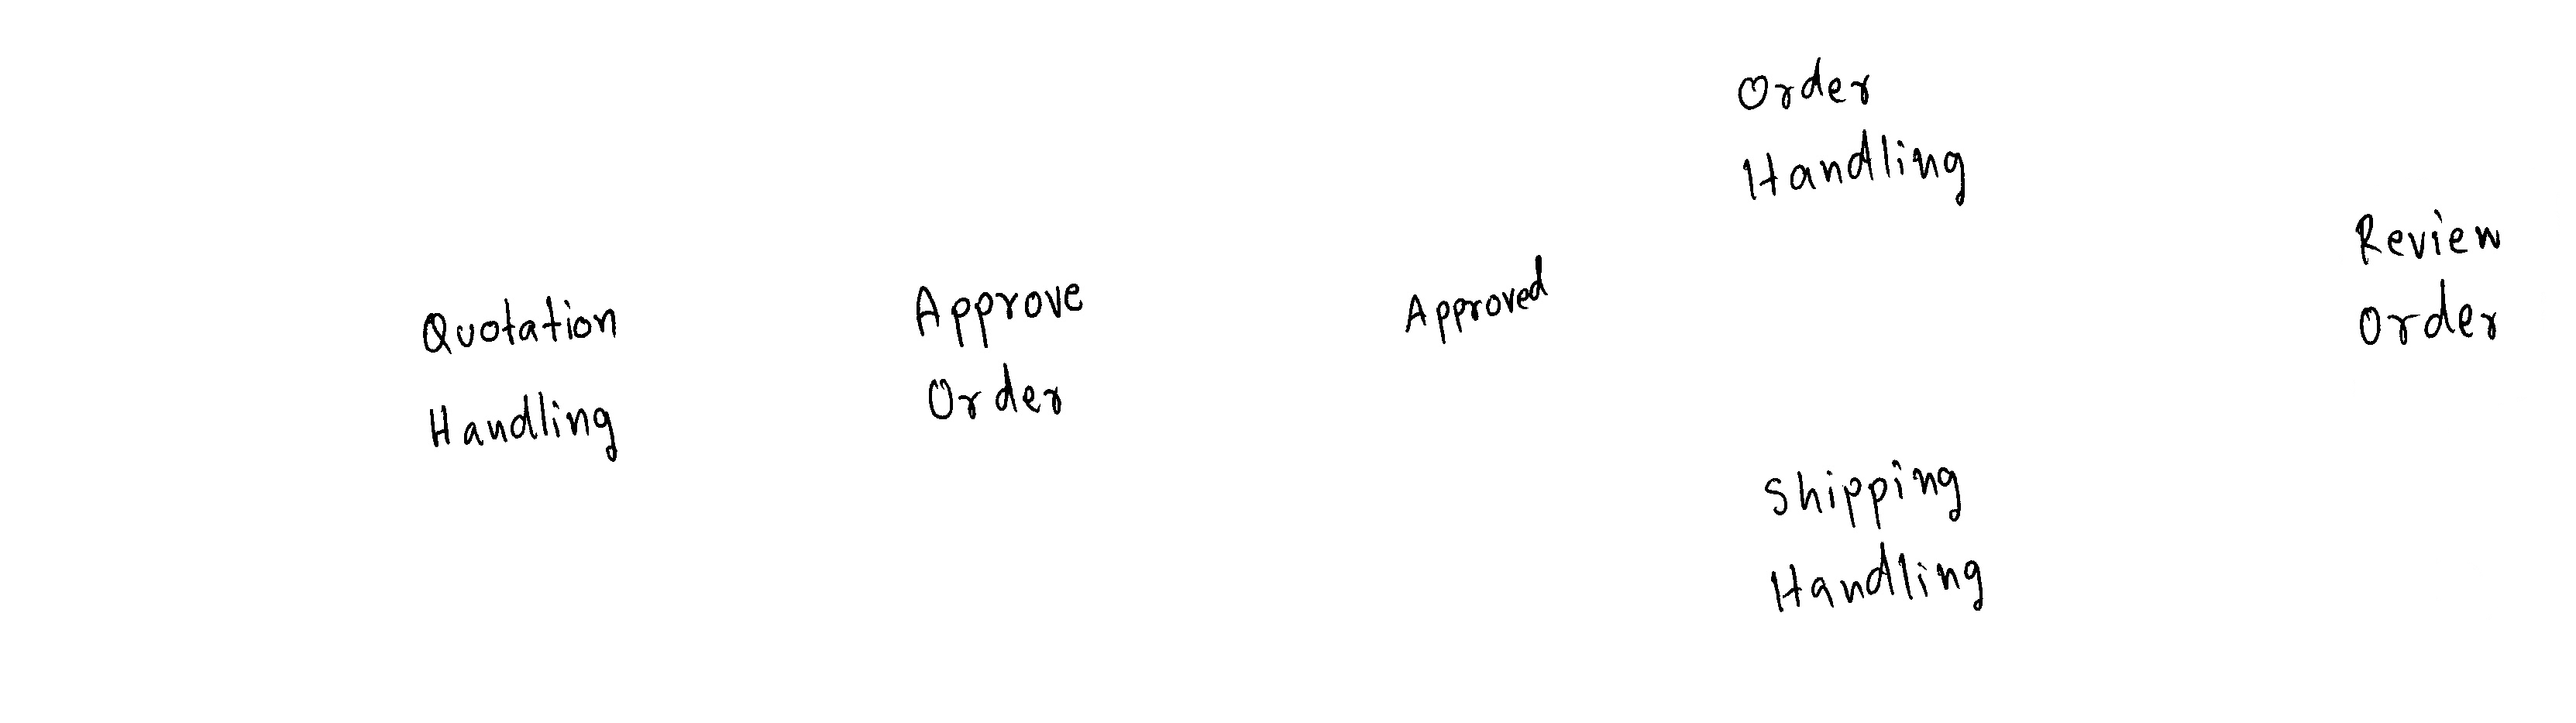 Quotation
Handling
Approve
Order
Approved
Order
Handling
Shipping
Handling
Review
Order